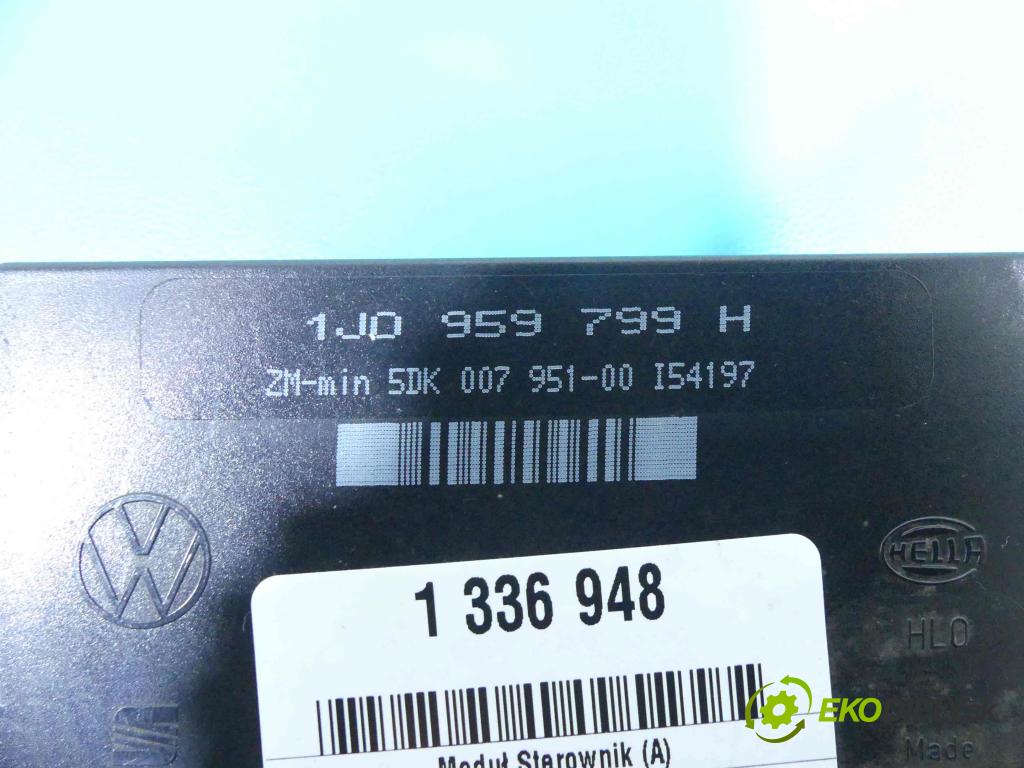 1J0 959 799 H
ZM-min 5DK 007 951-00 I54197
HELLA
1 336 948
HLO
EKO
Made
Moduł Sterownik (A)